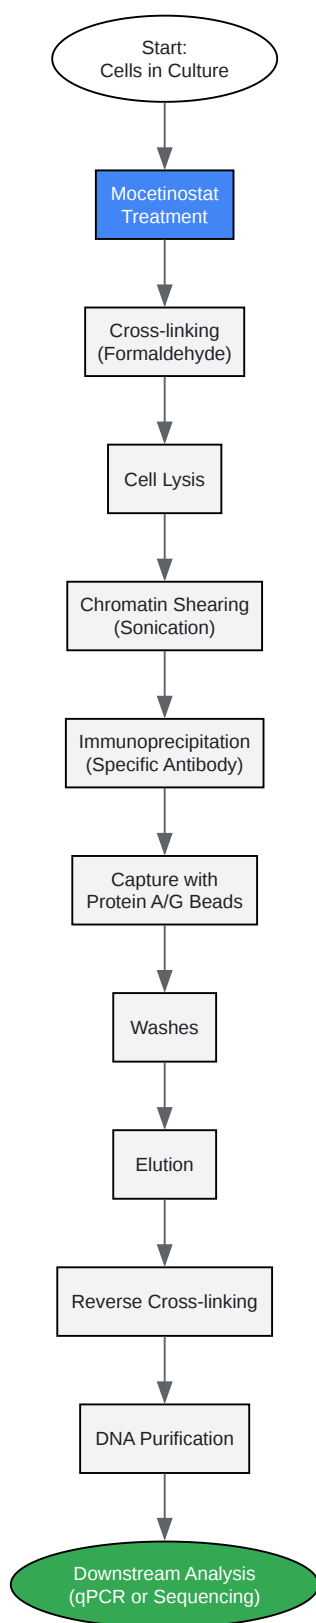 Start:
Cells in Culture
Mocetinostat
Treatment
Cross-linking
(Formaldehyde)
Cell Lysis
Chromatin Shearing
(Sonication)
Immunoprecipitation
(Specific Antibody)
Capture with
Protein A/G Beads
Washes
Elution
Reverse Cross-linking
DNA Purification
Downstream Analysis
(qPCR or Sequencing)